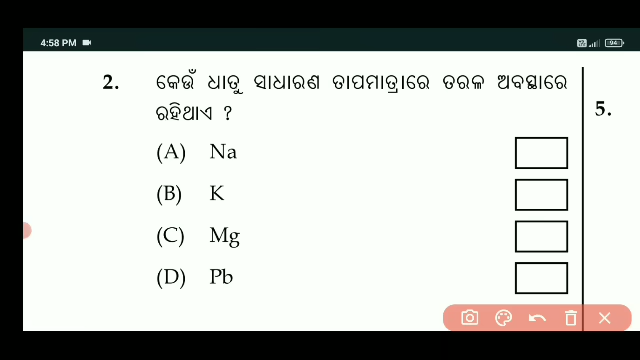 4:58 PM
94
2. କେଉଁ ଧାତୁ ସାଧାରଣ ତାପମାତ୍ରାରେ ତରଳ ଅବସ୍ଥାରେ
ରହିଥାଏ ?
5.
(A) Na
(B) K
(C) Mg
(D) Pb